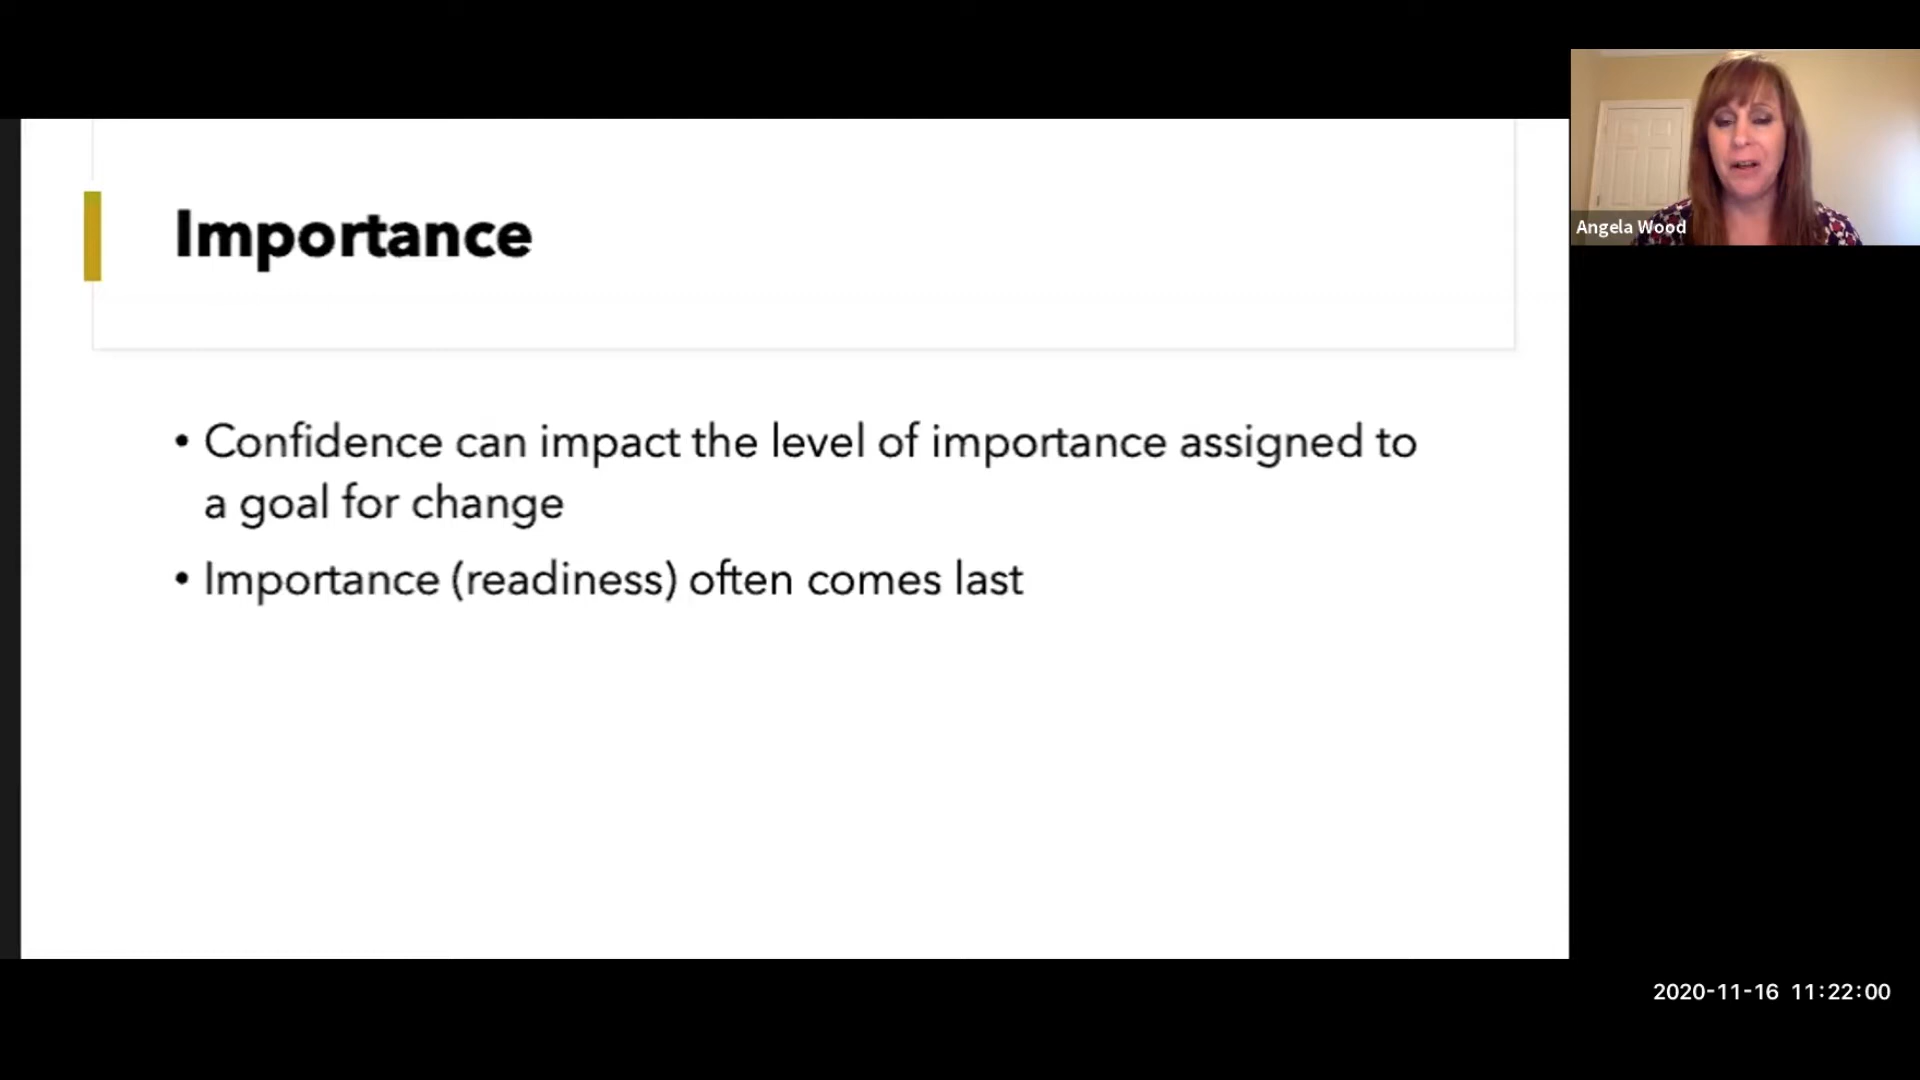 Importance
• Confidence can impact the level of importance assigned to
a goal for change
• Importance (readiness) often comes last
Angela Wood
2020-11-16 11:22:00